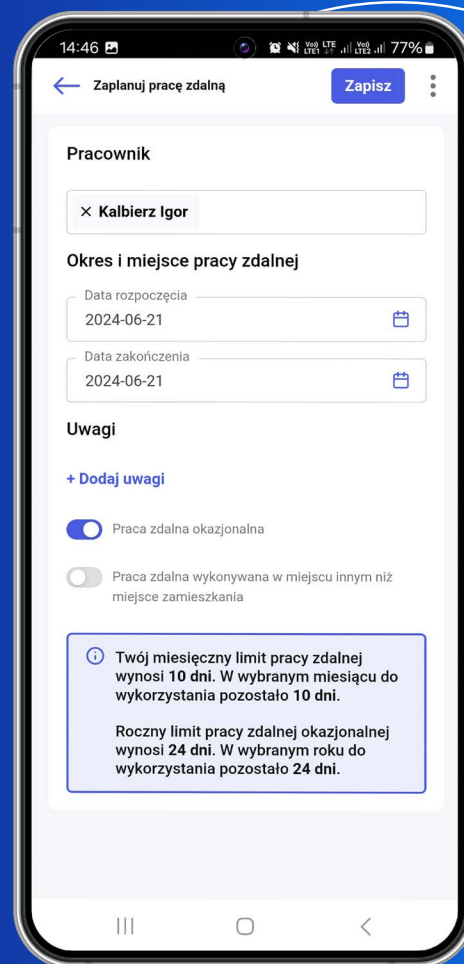 14:46 77%
Zaplanuj pracę zdalną Zapisz
Pracownik
× Kalbierz Igor
Okres i miejsce pracy zdalnej
Data rozpoczęcia
2024-06-21
Data zakończenia
2024-06-21
Uwagi
+ Dodaj uwagi
Praca zdalna okazjonalna
Praca zdalna wykonywana w miejscu innym niż
miejsce zamieszkania
Twój miesięczny limit pracy zdalnej
wynosi 10 dni. W wybranym miesiącu do
wykorzystania pozostało 10 dni.
Roczny limit pracy zdalnej okazjonalnej
wynosi 24 dni. W wybranym roku do
wykorzystania pozostało 24 dni.